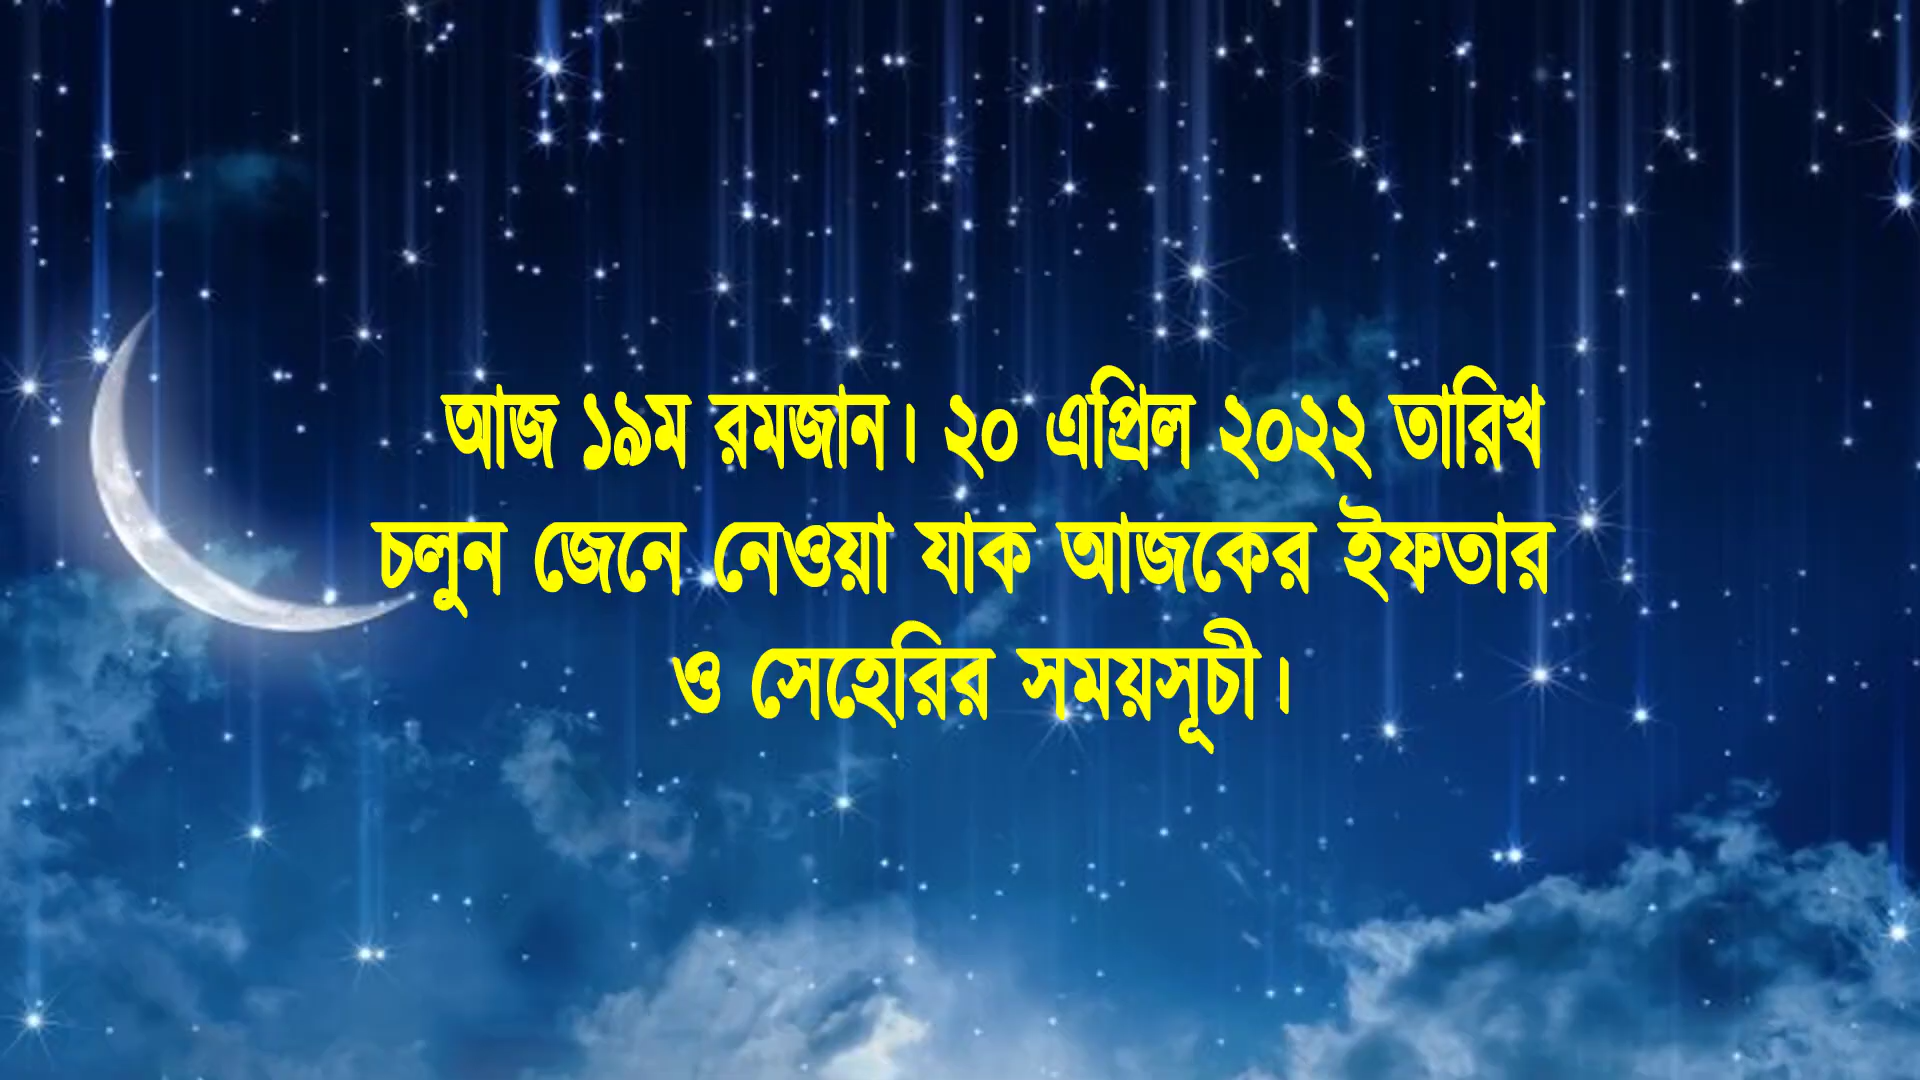 আজ ১৯ম রমজান। ২০ এপ্রিল ২০২২ তারিখ
চলুন জেনে নেওয়া যাক আজকের ইফতার
ও সেহেরির সময়সূচী।